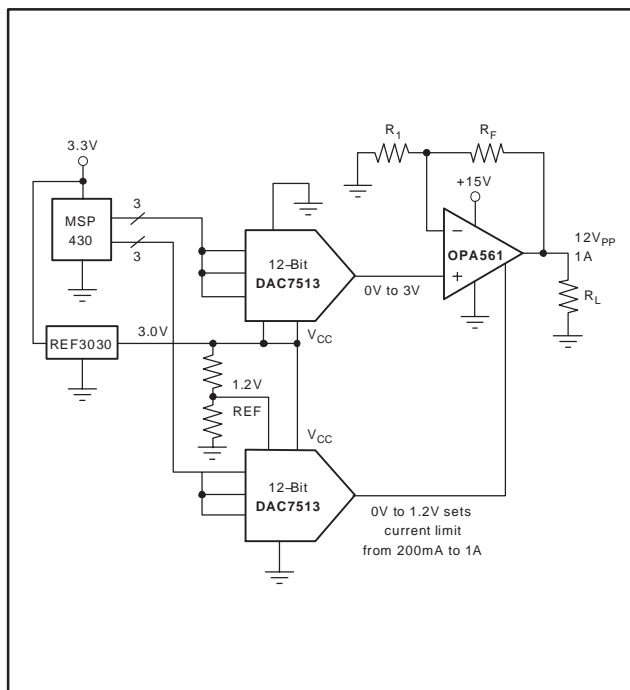 3.3V
MSP
430
3
3
REF3030
3.0V
12–Bit
DAC7513
VCC
1.2V
REF
VCC
12–Bit
DAC7513
0V to 3V
R1
RF
+15V
–
+
OPA561
12VPP
1A
RL
0V to 1.2V sets
current limit
from 200mA to 1A